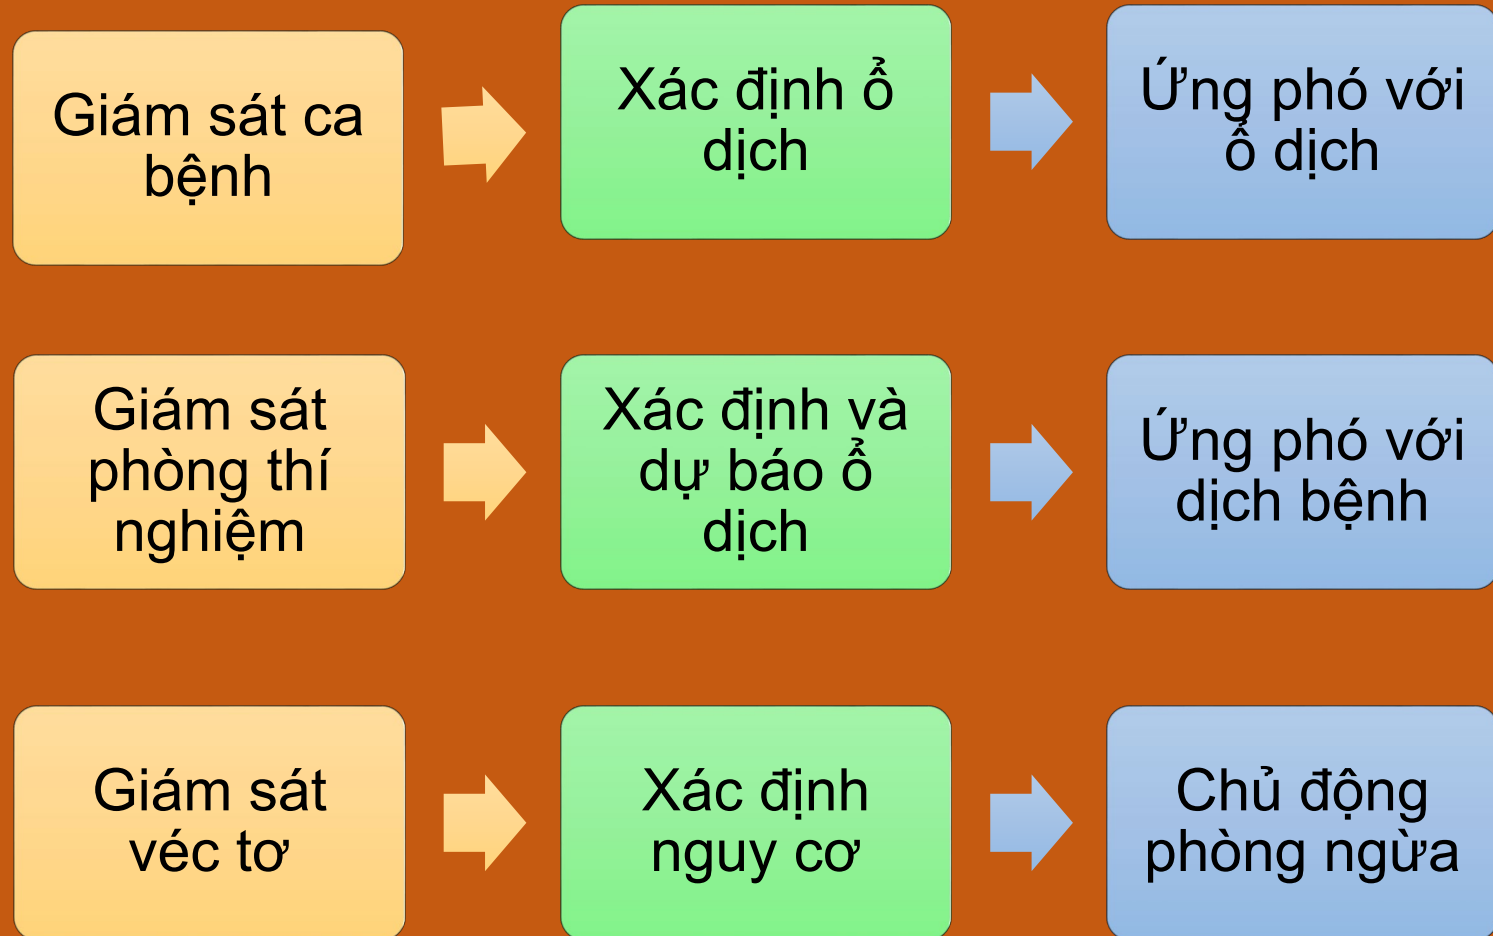 Giám sát ca
bệnh
Xác định ổ
dịch
Ứng phó với
ổ dịch
Giám sát
phòng thí
nghiệm
Xác định và
dự báo ổ
dịch
Ứng phó với
dịch bệnh
Giám sát
véc tơ
Xác định
nguy cơ
Chủ động
phòng ngừa